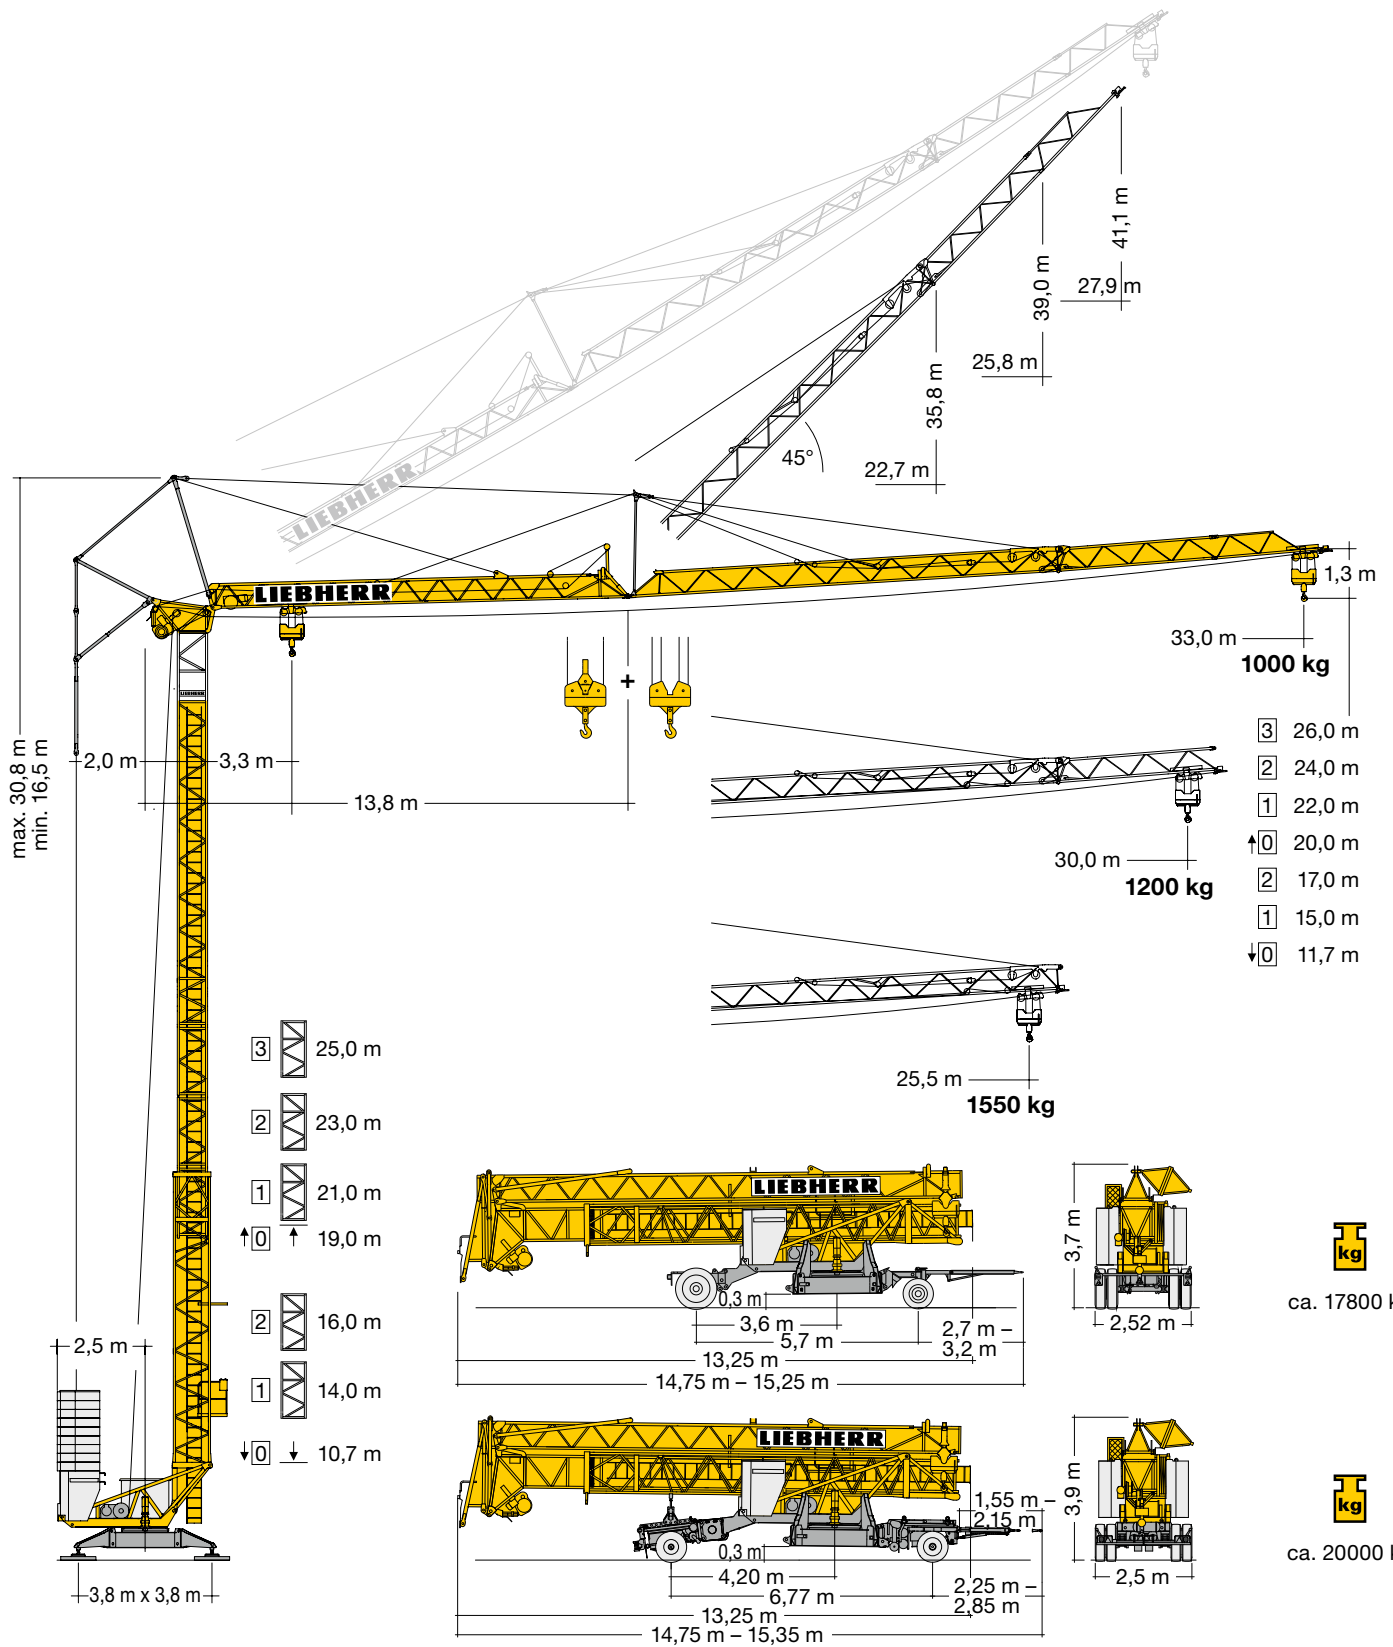 41,1 m
27,9 m
39,0 m
25,8 m
35,8 m
22,7 m
45°
LIEBHERR
LIEBHERR
1,3 m
33,0 m
1000 kg
LIEBHERR
+
max. 30,8 m
min. 16,5 m
2,0 m
3,3 m
13,8 m
30,0 m
1200 kg
3 26,0 m
2 24,0 m
1 22,0 m
↑ 0 20,0 m
2 17,0 m
1 15,0 m
↓ 0 11,7 m
25,5 m
1550 kg
3 25,0 m
2 23,0 m
1 21,0 m
↑ 0 ↑ 19,0 m
2 16,0 m
1 14,0 m
↓ 0 ↓ 10,7 m
2,5 m
3,8 m x 3,8 m
LIEBHERR
0,3 m
3,6 m
5,7 m
2,7 m –
3,2 m
13,25 m
14,75 m – 15,25 m
3,7 m
2,52 m
kg
ca. 17800 k
LIEBHERR
1,55 m –
2,15 m
0,3 m
4,20 m
6,77 m
2,25 m –
2,85 m
13,25 m
14,75 m – 15,35 m
3,9 m
2,5 m
kg
ca. 20000